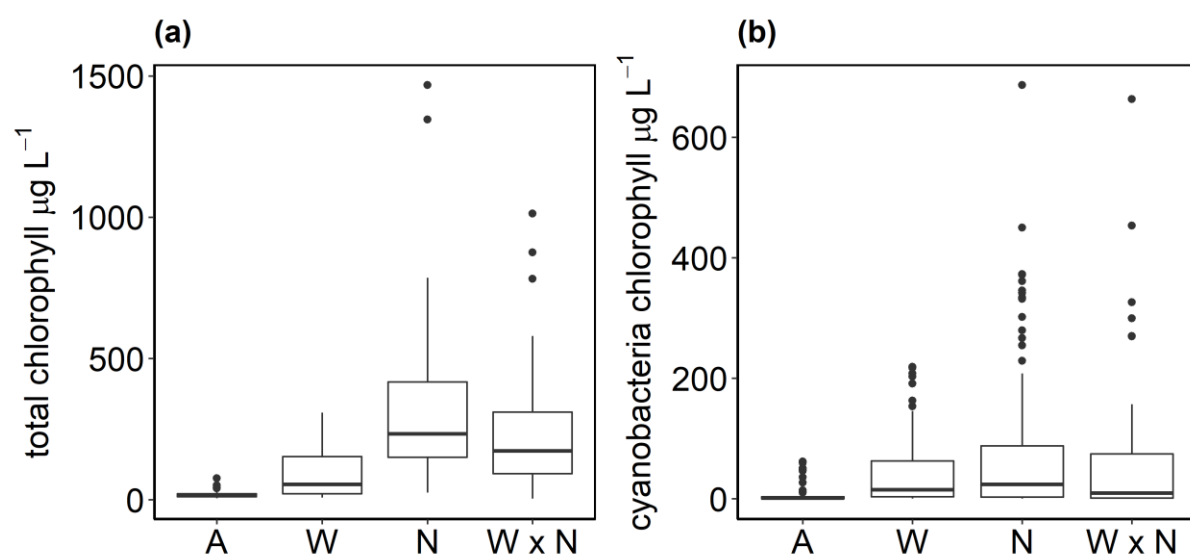 (a)
total chlorophyll μg L⁻¹
1500
1000
500
0
A W N W x N
(b)
cyanobacteria chlorophyll μg L⁻¹
600
400
200
0
A W N W x N